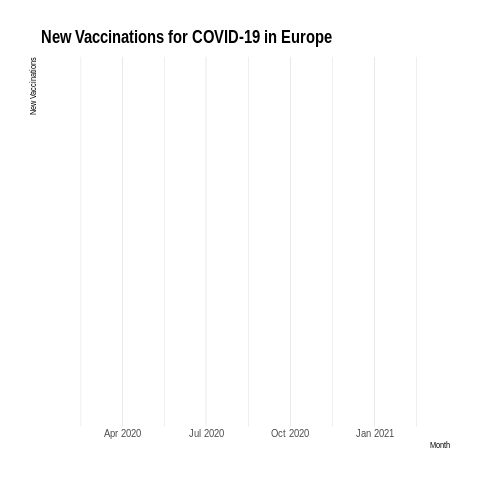 New Vaccinations for COVID-19 in Europe
New Vaccinations
Apr 2020
Jul 2020
Oct 2020
Jan 2021
Month